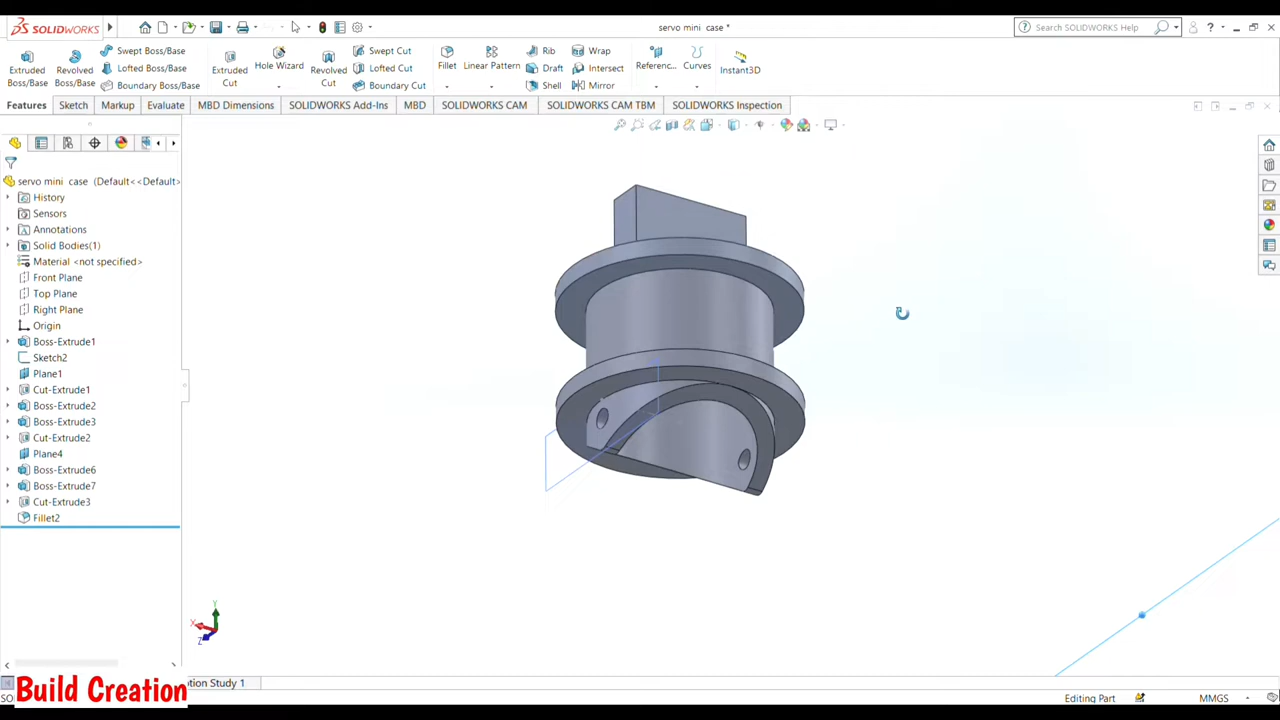 SOLIDWORKS
servo mini case *
Search SOLIDWORKS Help
Extruded Boss/Base
Revolved Boss/Base
Swept Boss/Base
Lofted Boss/Base
Boundary Boss/Base
Extruded Cut
Hole Wizard
Revolved Cut
Swept Cut
Lofted Cut
Boundary Cut
Fillet
Linear Pattern
Rib
Draft
Shell
Wrap
Intersect
Mirror
Referenc...
Curves
Instant3D
Features Sketch Markup Evaluate MBD Dimensions SOLIDWORKS Add-Ins MBD SOLIDWORKS CAM SOLIDWORKS CAM TBM SOLIDWORKS Inspection
servo mini case (Default<<Default>
History
Sensors
Annotations
Solid Bodies(1)
Material <not specified>
Front Plane
Top Plane
Right Plane
Origin
Boss-Extrude1
Sketch2
Plane1
Cut-Extrude1
Boss-Extrude2
Boss-Extrude3
Cut-Extrude2
Plane4
Boss-Extrude6
Boss-Extrude7
Cut-Extrude3
Fillet2
Y
X
Z
Build Creation
otion Study 1
SO
Editing Part
MMGS